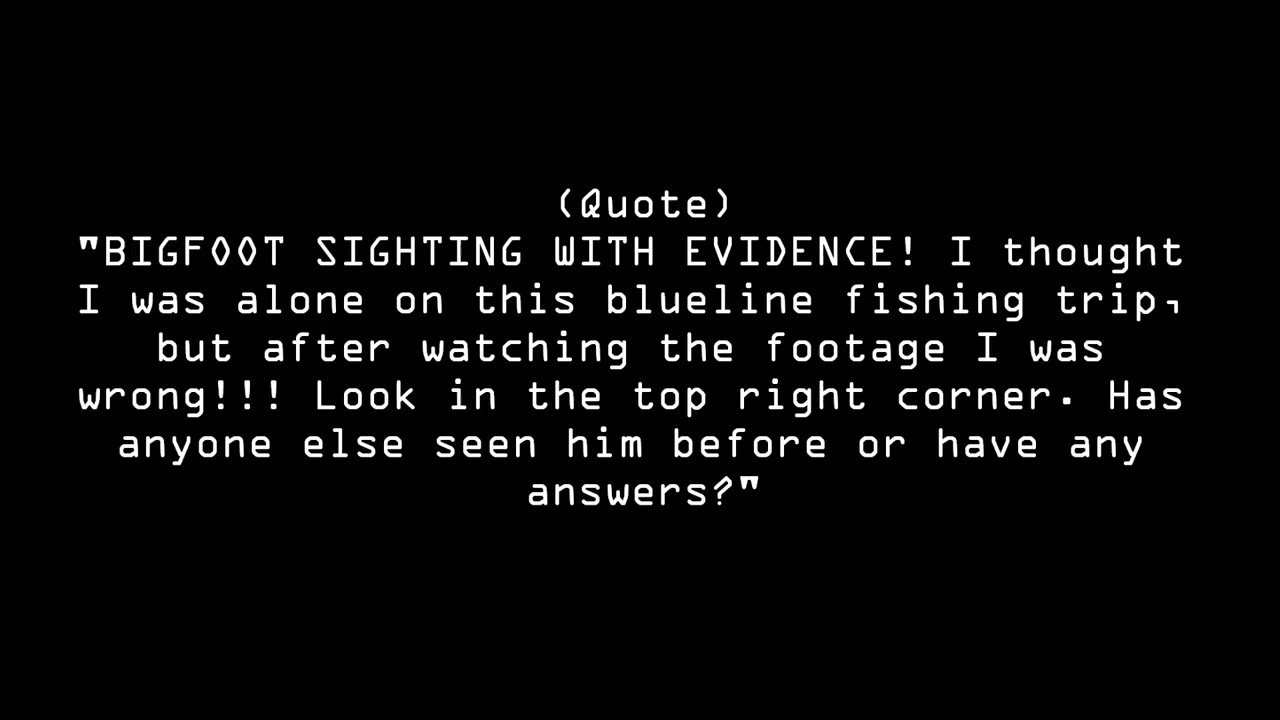 (Quote)
"BIGFOOT SIGHTING WITH EVIDENCE! I thought
I was alone on this blueline fishing trip,
but after watching the footage I was
wrong!!! Look in the top right corner. Has
anyone else seen him before or have any
answers?"